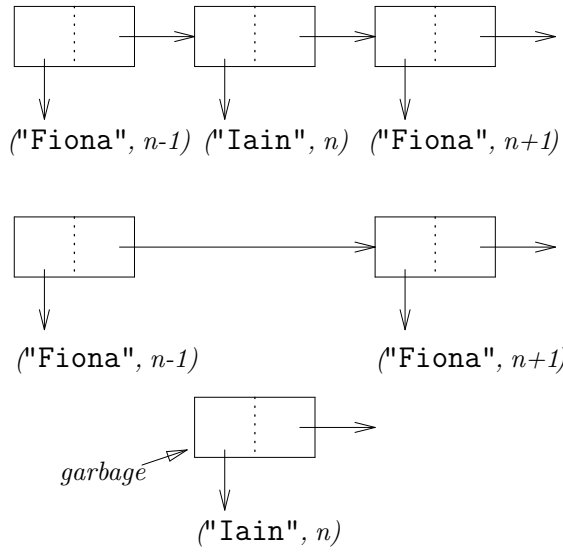 ("Fiona", n-1) ("Iain", n) ("Fiona", n+1)
("Fiona", n-1) ("Fiona", n+1)
garbage
("Iain", n)